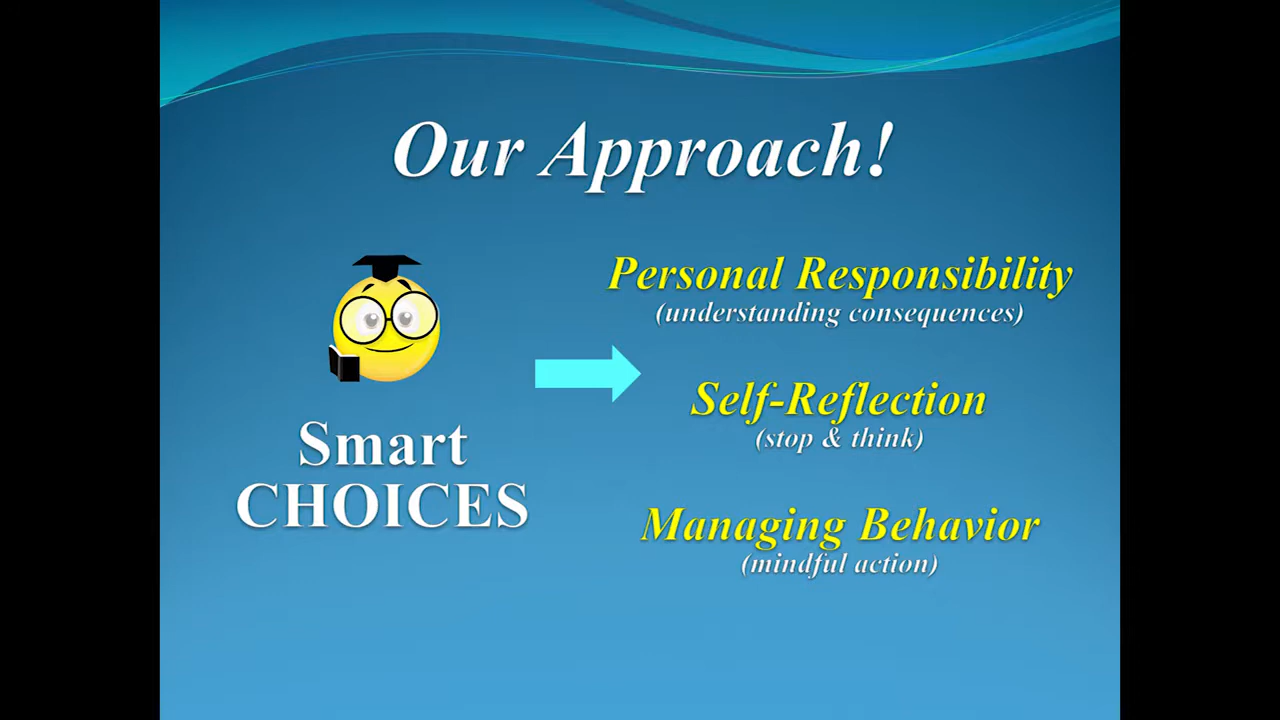 Our Approach!
Smart
CHOICES
Personal Responsibility
(understanding consequences)
Self-Reflection
(stop & think)
Managing Behavior
(mindful action)